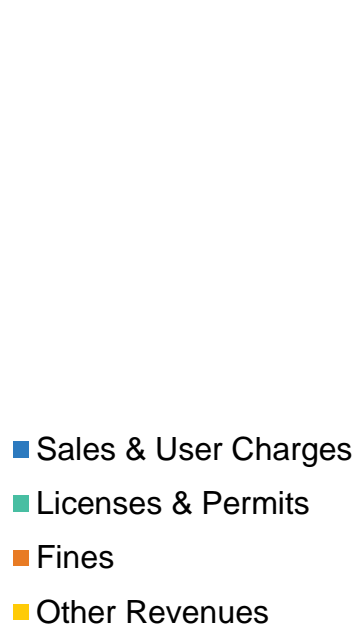 Sales & User Charges
Licenses & Permits
Fines
Other Revenues